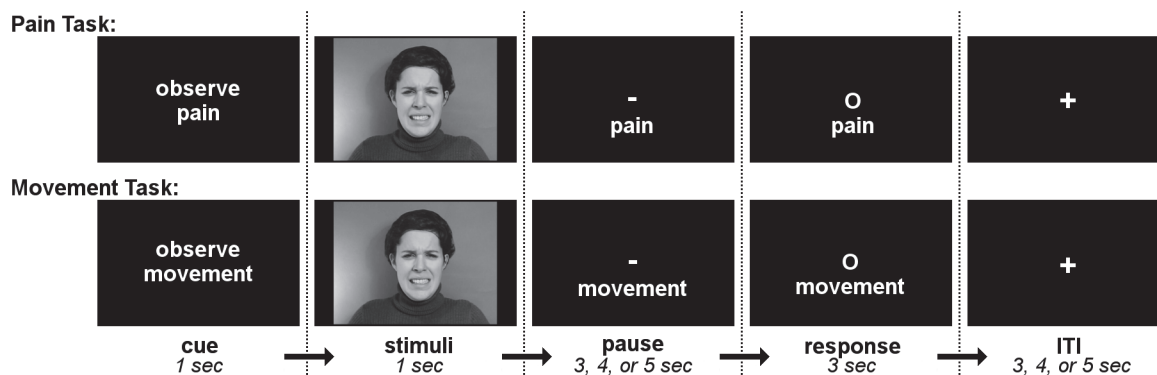 Pain Task:
observe
pain
-
pain
O
pain
+
Movement Task:
observe
movement
-
movement
O
movement
+
cue
1 sec
stimuli
1 sec
pause
3, 4, or 5 sec
response
3 sec
ITI
3, 4, or 5 sec